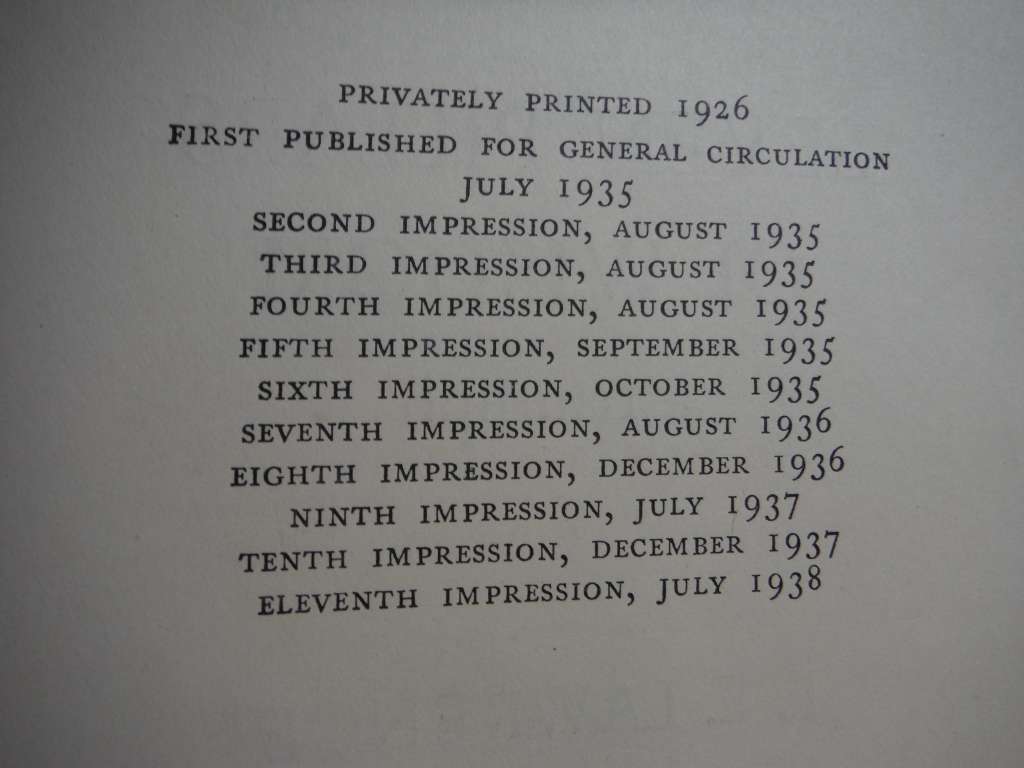 PRIVATELY PRINTED 1926
FIRST PUBLISHED FOR GENERAL CIRCULATION
JULY 1935
SECOND IMPRESSION, AUGUST 1935
THIRD IMPRESSION, AUGUST 1935
FOURTH IMPRESSION, AUGUST 1935
FIFTH IMPRESSION, SEPTEMBER 1935
SIXTH IMPRESSION, OCTOBER 1935
SEVENTH IMPRESSION, AUGUST 1936
EIGHTH IMPRESSION, DECEMBER 1936
NINTH IMPRESSION, JULY 1937
TENTH IMPRESSION, DECEMBER 1937
ELEVENTH IMPRESSION, JULY 1938